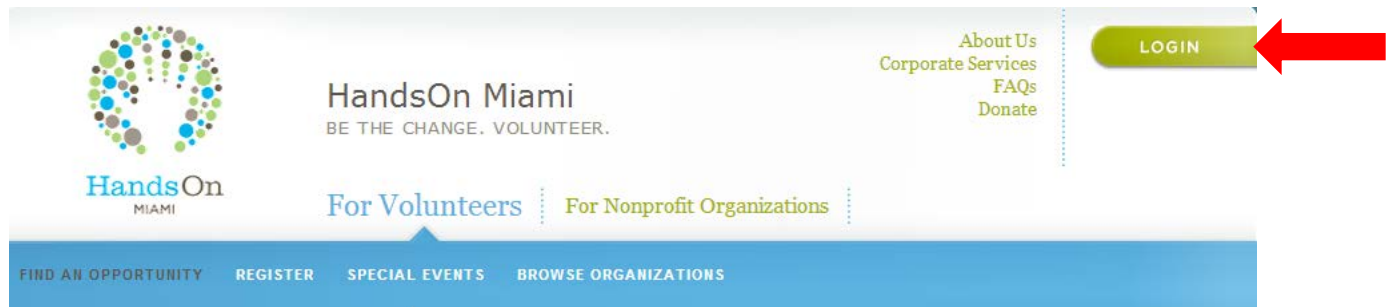 About Us
Corporate Services
FAQs
Donate
LOGIN
HandsOn Miami
BE THE CHANGE. VOLUNTEER.
HandsOn
MIAMI
For Volunteers
For Nonprofit Organizations
FIND AN OPPORTUNITY
REGISTER
SPECIAL EVENTS
BROWSE ORGANIZATIONS